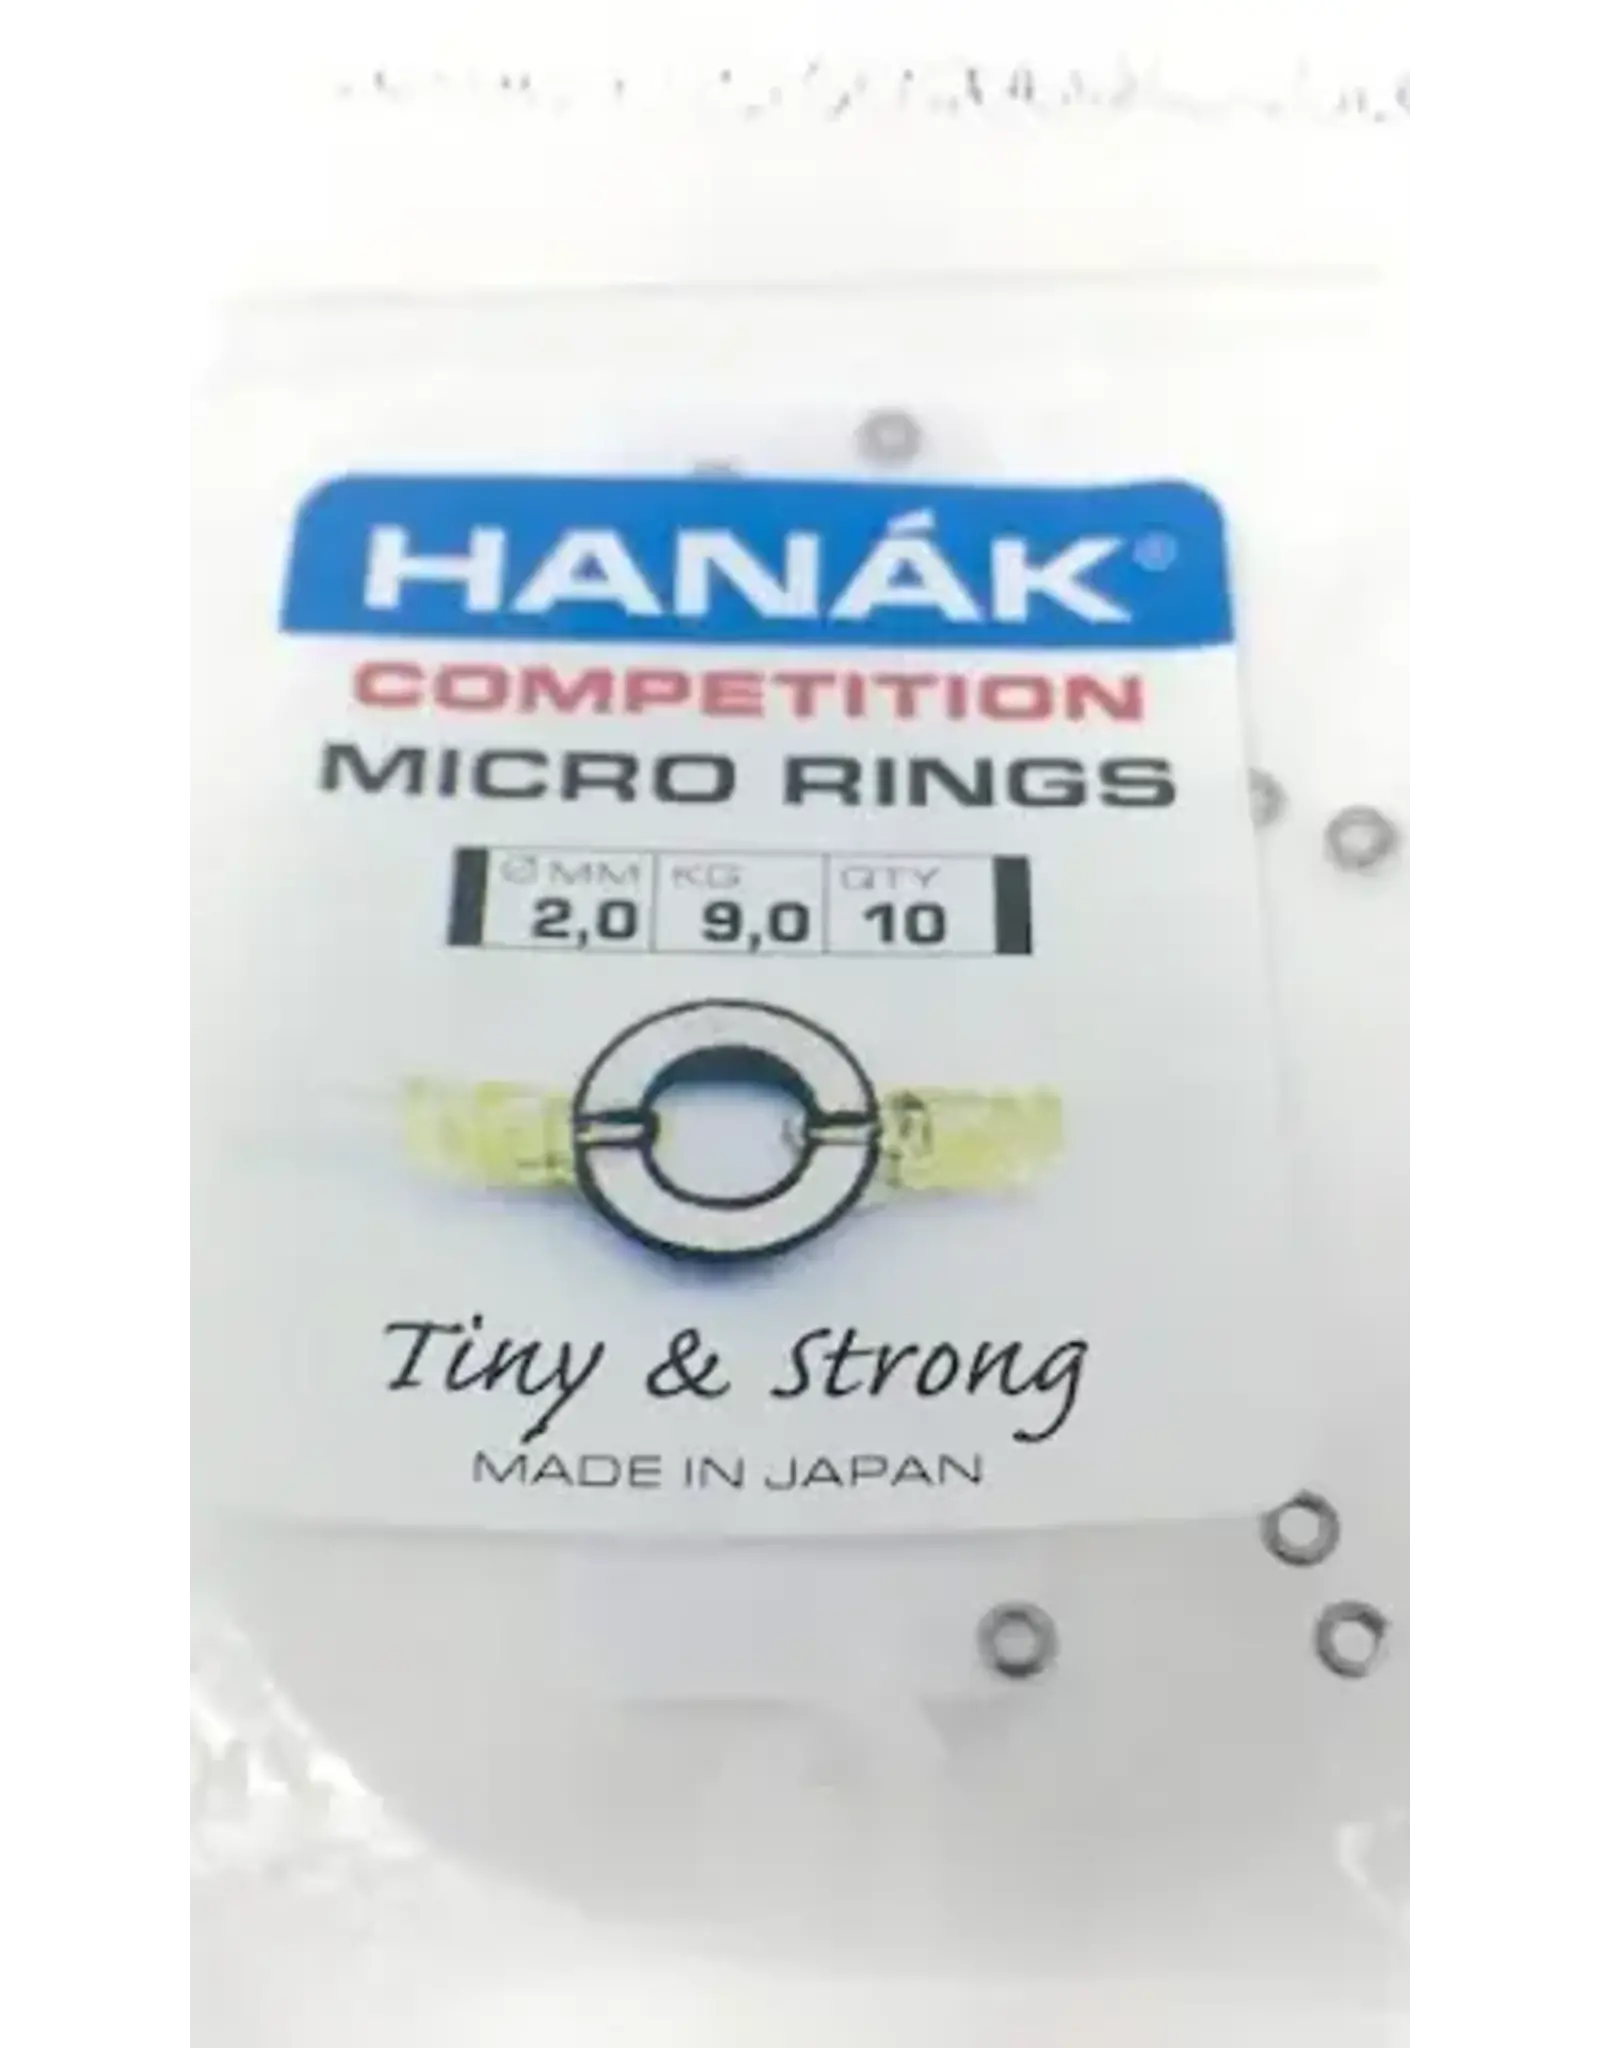 HANÁK®
COMPETITION
MICRO RINGS
Ø MM KG QTY
2,0 9,0 10
Tiny & Strong
MADE IN JAPAN